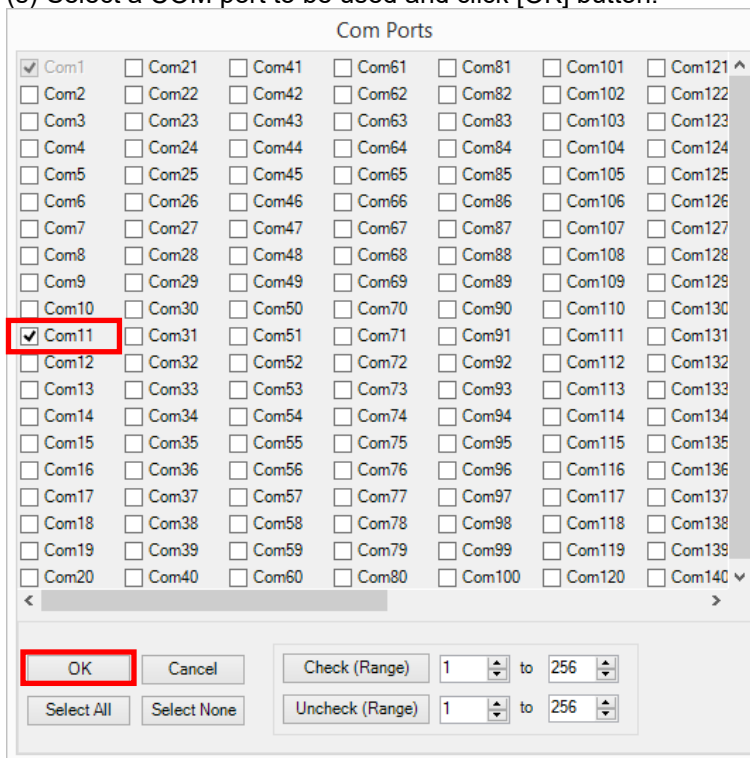 (3) Select a COM port to be used and click [OK] button.
Com Ports
Com1 Com21 Com41 Com61 Com81 Com101 Com121
Com2 Com22 Com42 Com62 Com82 Com102 Com122
Com3 Com23 Com43 Com63 Com83 Com103 Com123
Com4 Com24 Com44 Com64 Com84 Com104 Com124
Com5 Com25 Com45 Com65 Com85 Com105 Com125
Com6 Com26 Com46 Com66 Com86 Com106 Com126
Com7 Com27 Com47 Com67 Com87 Com107 Com127
Com8 Com28 Com48 Com68 Com88 Com108 Com128
Com9 Com29 Com49 Com69 Com89 Com109 Com129
Com10 Com30 Com50 Com70 Com90 Com110 Com130
Com11 Com31 Com51 Com71 Com91 Com111 Com131
Com12 Com32 Com52 Com72 Com92 Com112 Com132
Com13 Com33 Com53 Com73 Com93 Com113 Com133
Com14 Com34 Com54 Com74 Com94 Com114 Com134
Com15 Com35 Com55 Com75 Com95 Com115 Com135
Com16 Com36 Com56 Com76 Com96 Com116 Com136
Com17 Com37 Com57 Com77 Com97 Com117 Com137
Com18 Com38 Com58 Com78 Com98 Com118 Com138
Com19 Com39 Com59 Com79 Com99 Com119 Com139
Com20 Com40 Com60 Com80 Com100 Com120 Com140
OK Cancel Check (Range) 1 to 256
Select All Select None Uncheck (Range) 1 to 256